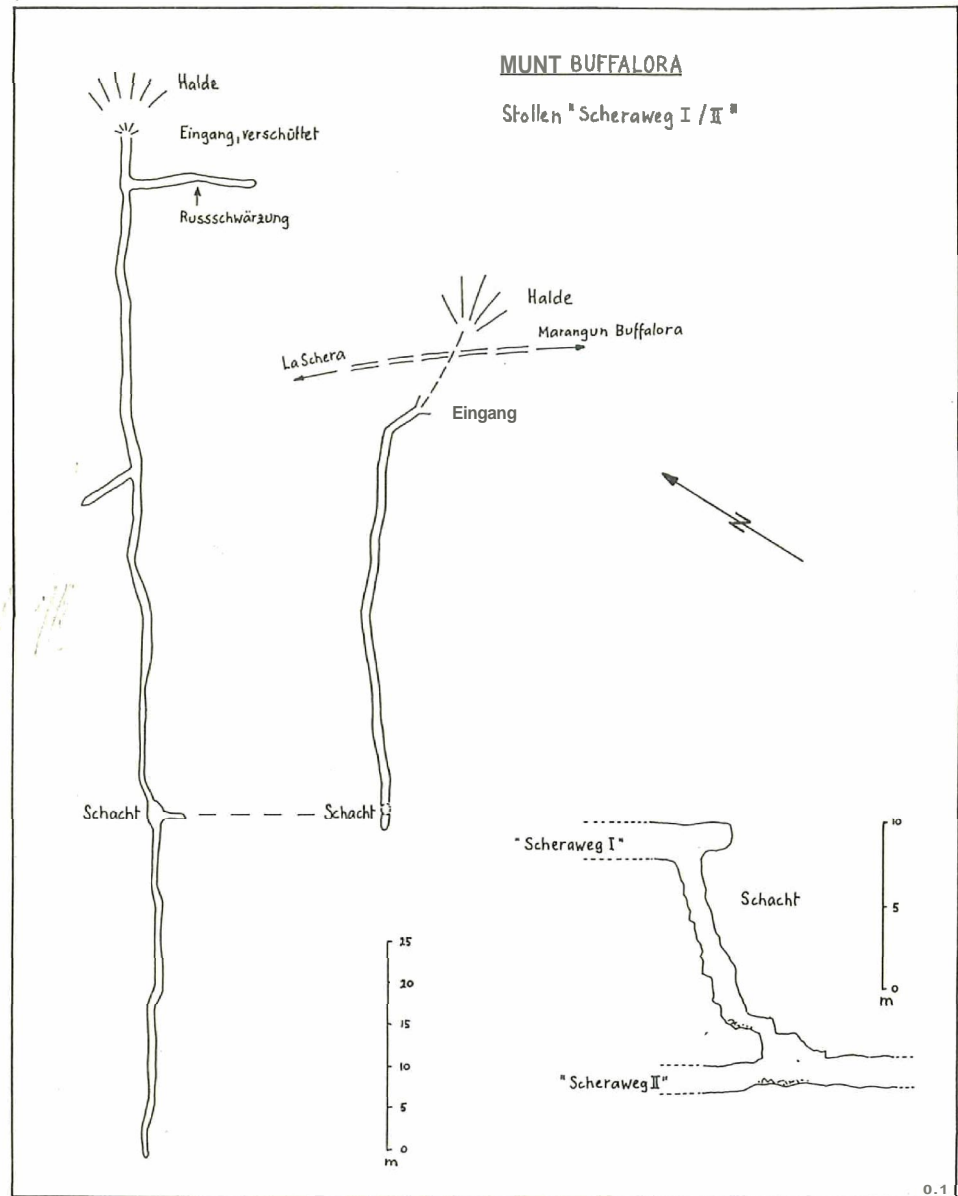 MUNT BUFFALORA
Stollen "Scheraweg I / II"
Halde
Eingang, verschüttet
Russschwärzung
Halde
Marangun Buffalora
La Schera
Eingang
N
Schacht
Schacht
"Scheraweg I"
Schacht
"Scheraweg II"
10
5
0
m
25
20
15
10
5
0
m
0.1